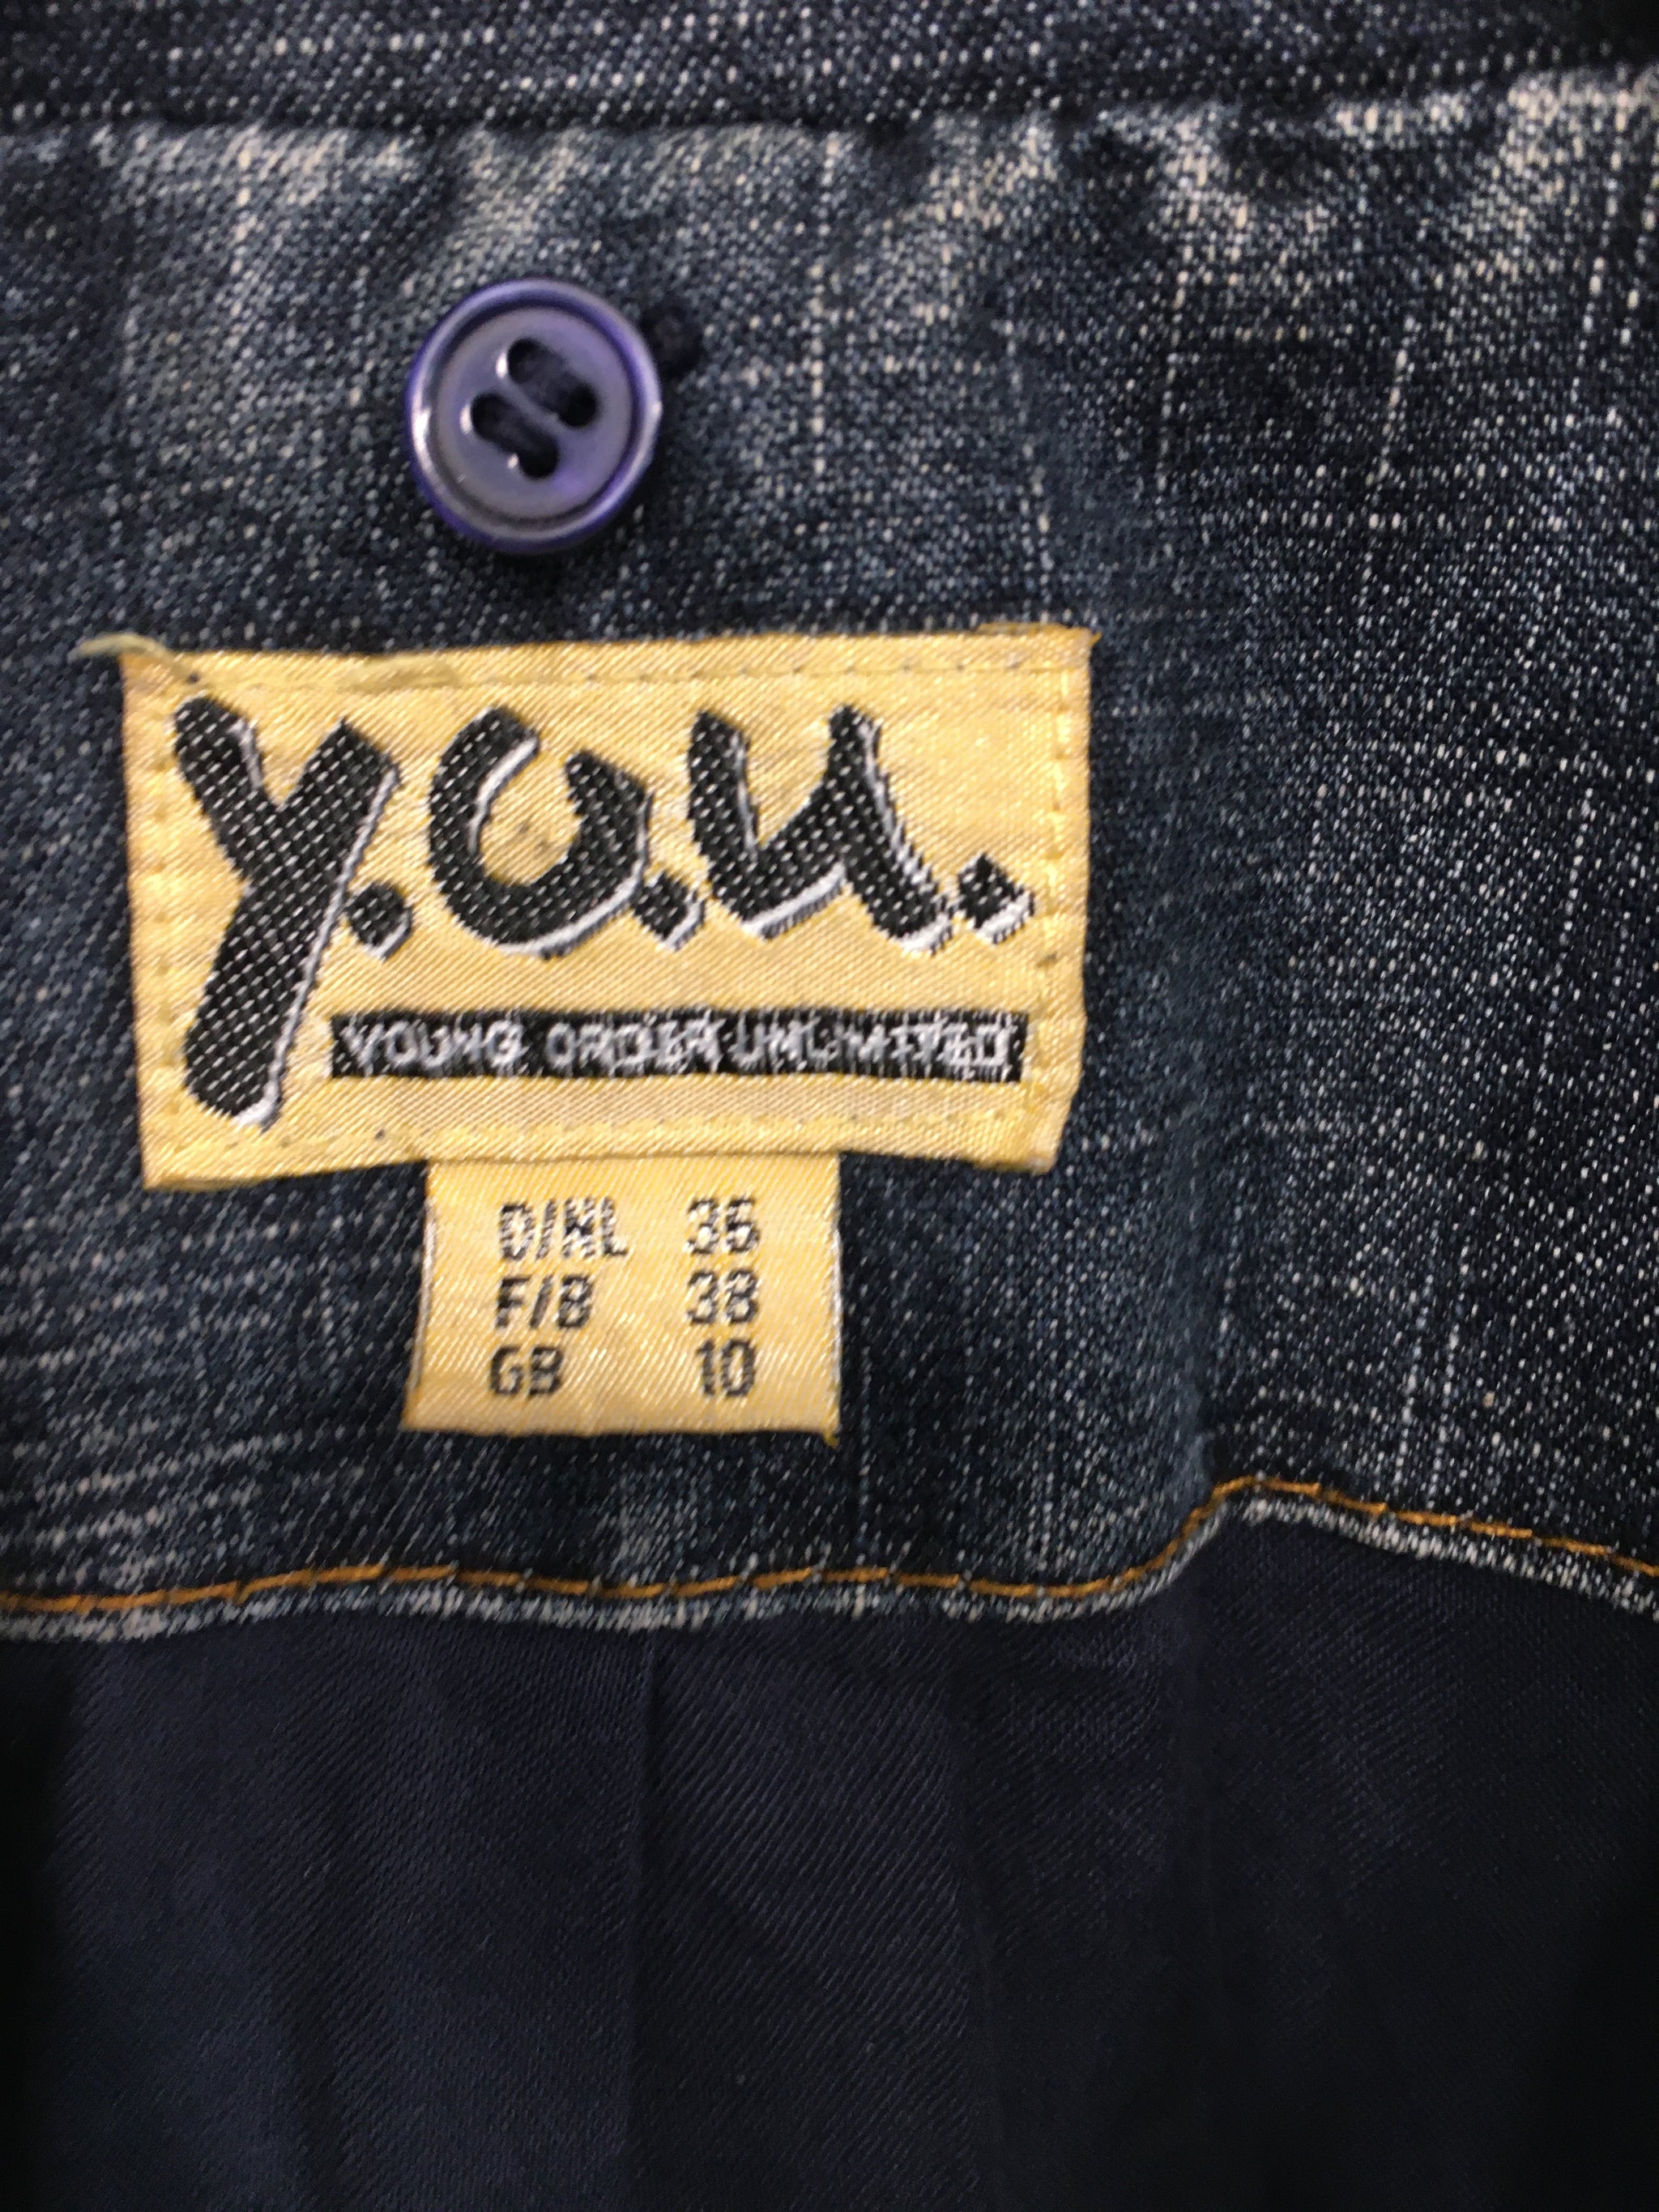 y.o.u.
YOUNG ORDER UNLIMITED
D/NL 36
F/B 38
GB 10